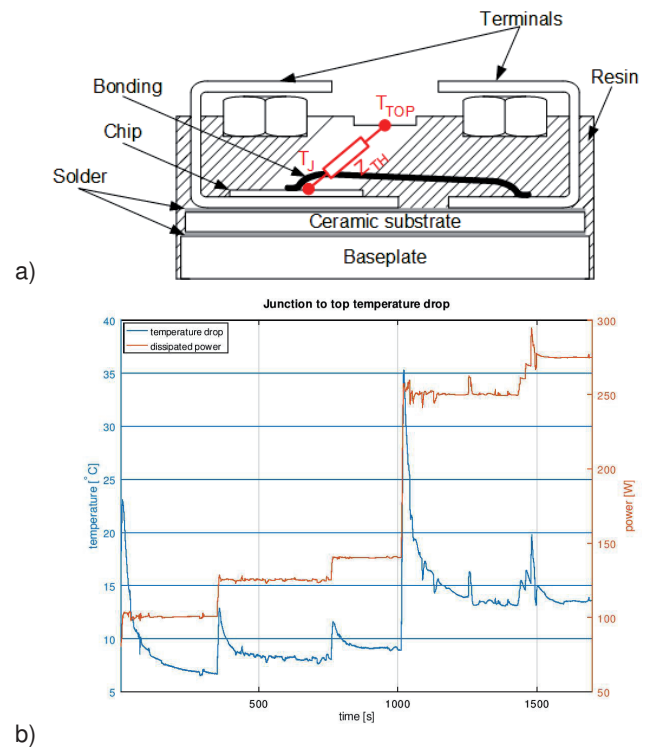 Terminals
Bonding
Resin
T_TOP
Chip
T_J
Z_TH
Solder
Ceramic substrate
Baseplate
a)
Junction to top temperature drop
40
300
temperature drop
dissipated power
35
250
30
25
200
temperature [°C]
power [W]
20
150
15
100
10
5
50
500
1000
1500
time [s]
b)